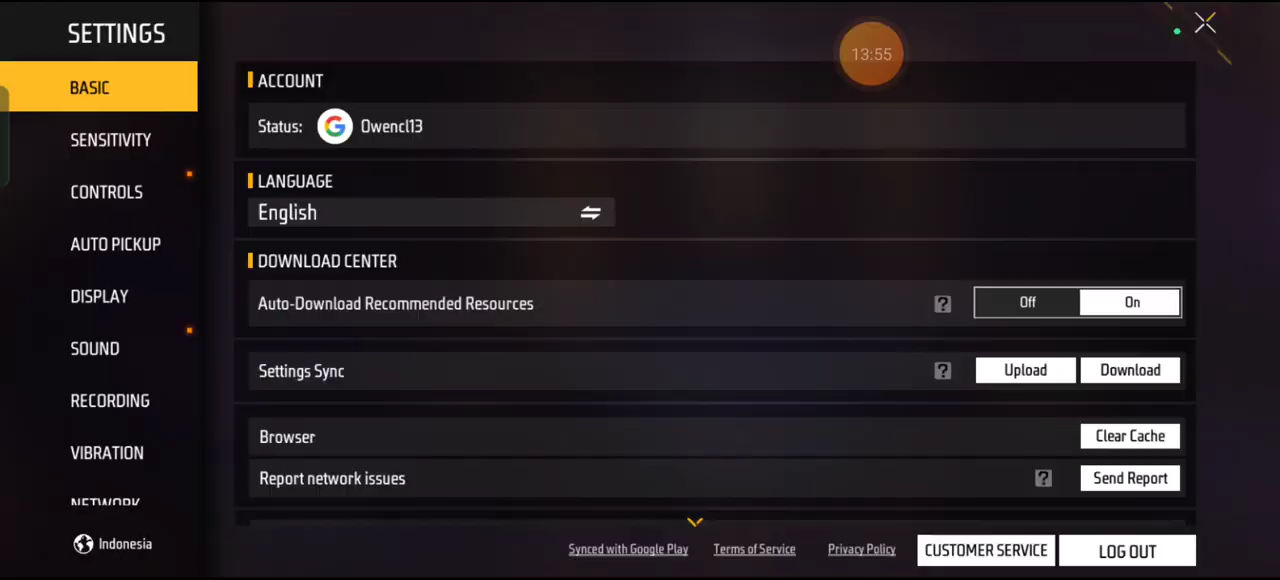 SETTINGS
13:55
BASIC
SENSITIVITY
CONTROLS
AUTO PICKUP
DISPLAY
SOUND
RECORDING
VIBRATION
NETWORK
Indonesia
ACCOUNT
Status: Owencl13
LANGUAGE
English
DOWNLOAD CENTER
Auto-Download Recommended Resources ? Off On
Settings Sync ? Upload Download
Browser Clear Cache
Report network issues ? Send Report
Synced with Google Play Terms of Service Privacy Policy CUSTOMER SERVICE LOG OUT